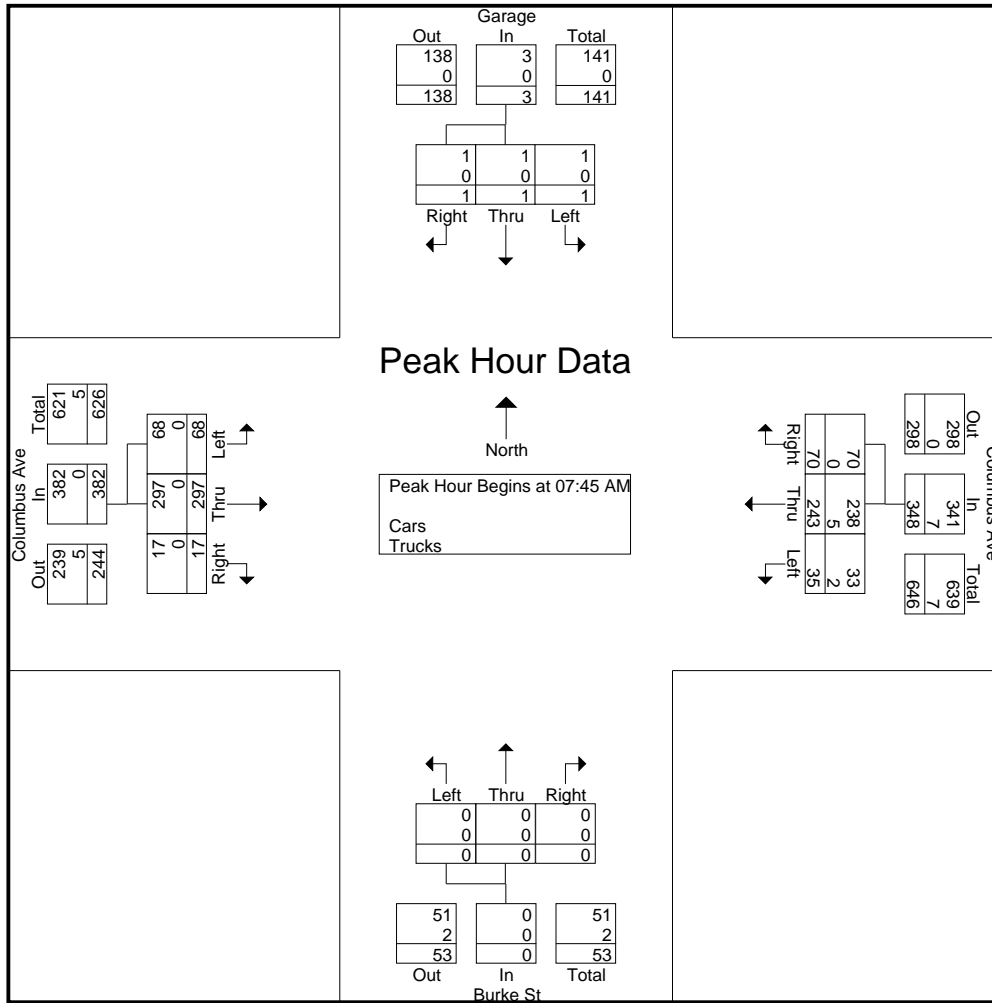 Garage
Out In Total
138 3 141
0 0 0
138 3 141
1 1 1
0 0 0
1 1 1
Right Thru Left
Peak Hour Data
North
Peak Hour Begins at 07:45 AM
Cars
Trucks
Columbus Ave
Total In Out
621 382 239
5 0 5
626 382 244
68 297 17
0 0 0
68 297 17
Left Thru Right
Columbus Ave
Out In Total
298 341 639
0 7 7
298 348 646
70 238 33
0 5 2
70 243 35
Right Thru Left
Left Thru Right
0 0 0
0 0 0
0 0 0
51 0 51
2 0 2
53 0 53
Out In Total
Burke St